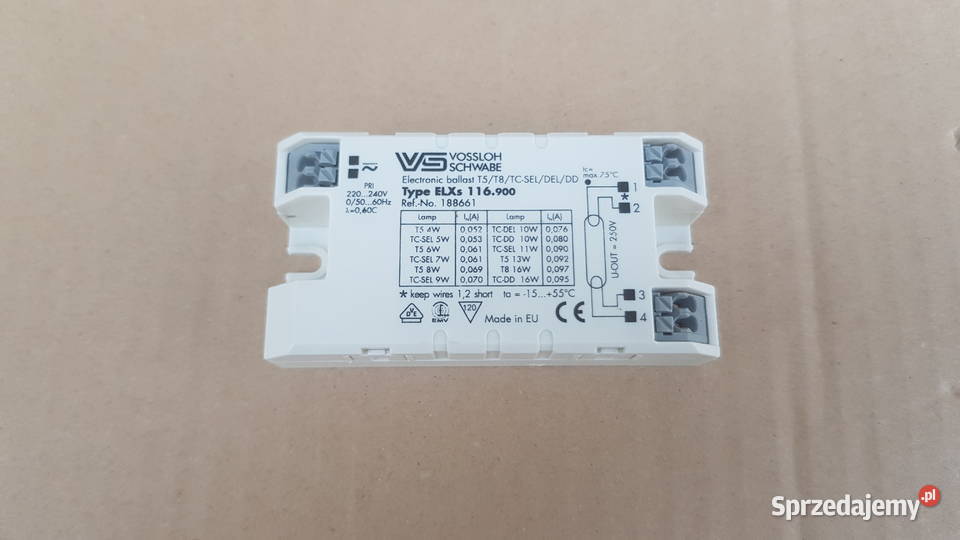 VS VOSSLOH
SCHWABE
Electronic ballast T5/T8/TC-SEL/DEL/DD
Type ELXs 116.900
Ref.-No. 188661
PRI
220...240V
0/50...60Hz
λ=0,60C
Lamp Iₙ(A) Lamp Iₙ(A)
T5 4W 0,052 TC-DEL 10W 0,076
TC-SEL 5W 0,053 TC-DD 10W 0,080
T5 6W 0,061 TC-SEL 11W 0,090
TC-SEL 7W 0,061 T5 13W 0,092
T5 8W 0,069 T8 16W 0,097
TC-SEL 9W 0,070 TC-DD 16W 0,095
* keep wires 1,2 short ta = -15...+55°C
EMV
120
Made in EU
CE
tc=
max.75°C
1
*
2
U-OUT = 250V
3
4
Sprzedajemy.pl